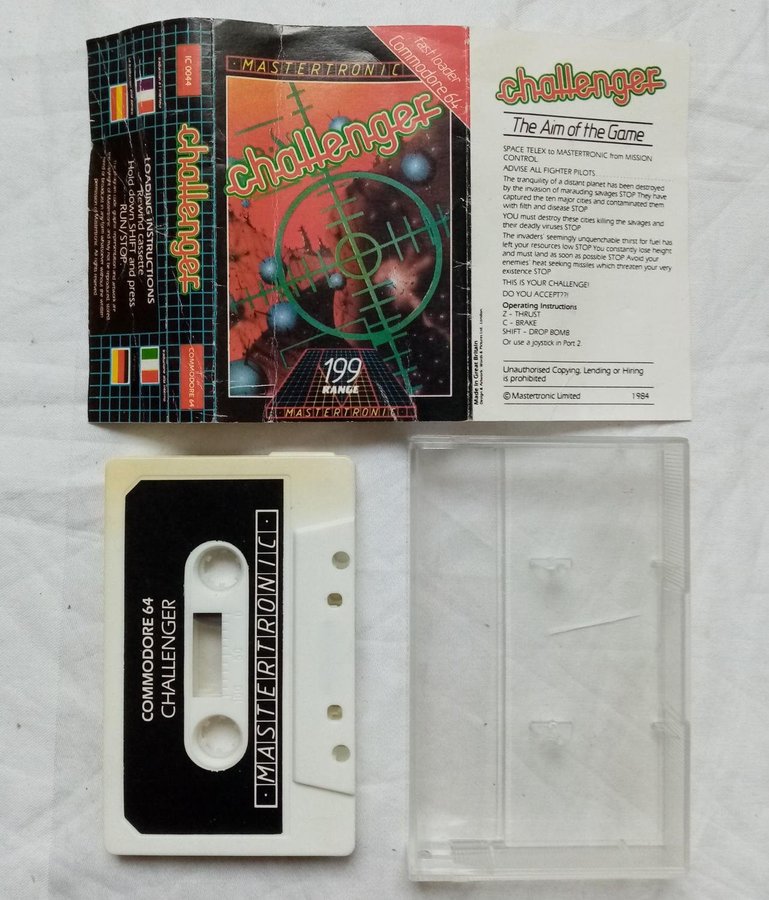 IC 0044
challenger
COMMODORE 64
LOADING INSTRUCTIONS
Rewind cassette
Hold down SHIFT and press
RUN/STOP
MASTERTRONIC
Fast loader
Commodore 64
challenger
199
RANGE
MASTERTRONIC
Made in Great Britain
challenger
The Aim of the Game
SPACE TELEX to MASTERTRONIC from MISSION
CONTROL
ADVISE ALL FIGHTER PILOTS
The tranquility of a distant planet has been destroyed
by the invasion of marauding savages STOP They have
captured the ten major cities and contaminated them
with filth and disease STOP
YOU must destroy these cities killing the savages and
their deadly viruses STOP
The invaders' seemingly unquenchable thirst for fuel has
left your resources low STOP You constantly lose height
and must land as soon as possible STOP Avoid your
enemies' heat seeking missiles which threaten your very
existence STOP
THIS IS YOUR CHALLENGE!
DO YOU ACCEPT??!
Operating Instructions
Z - THRUST
C - BRAKE
SHIFT - DROP BOMB
Or use a joystick in Port 2
Unauthorised Copying, Lending or Hiring
is prohibited
© Mastertronic Limited 1984
COMMODORE 64
CHALLENGER
MASTERTRONIC